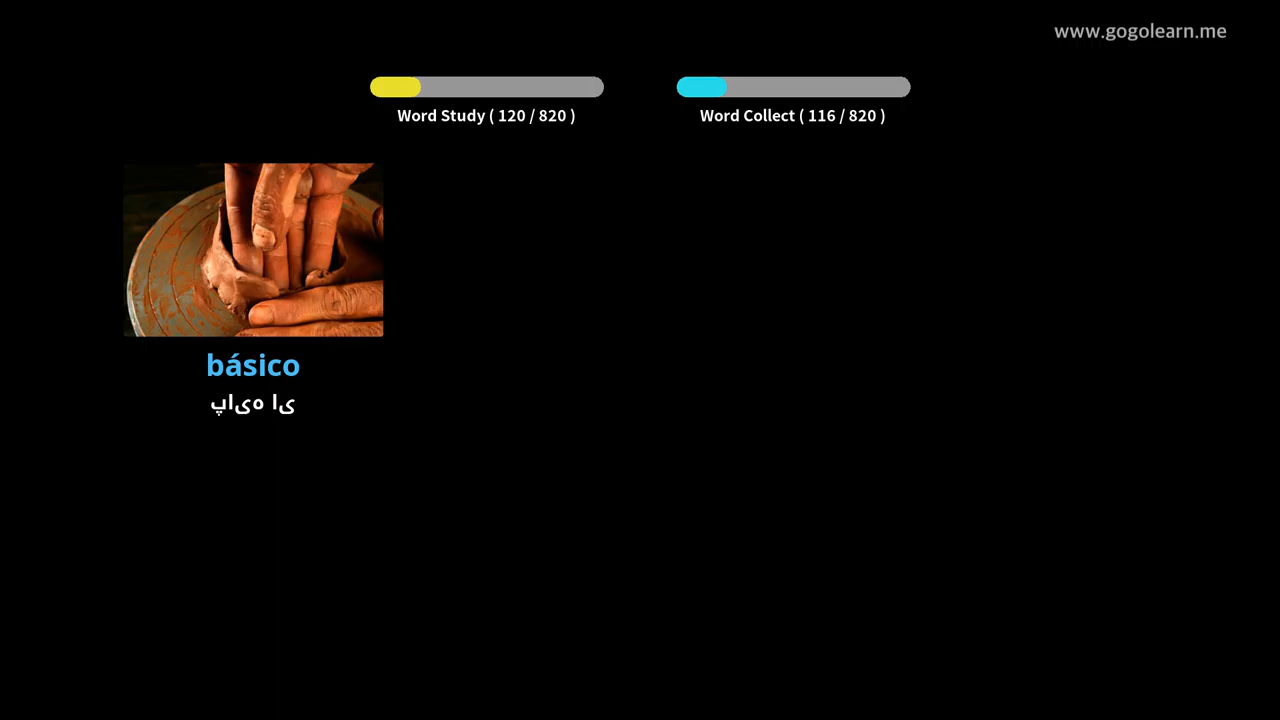 www.gogolearn.me
Word Study ( 120 / 820 )
Word Collect ( 116 / 820 )
básico
پایه ای